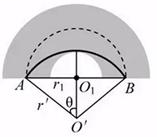 A r₁ O₁ B
r′ θ
O′